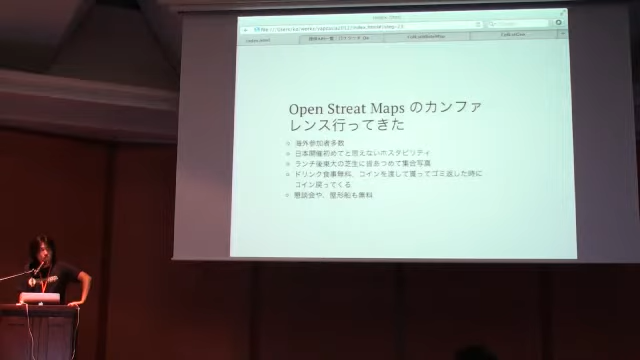 Open Streat Maps のカンファ
レンス行ってきた
海外参加者多数
日本開催初めてと思えないホスタビリティ
ランチ後東大の芝生に皆あつめて集合写真
ドリンク食事無料、コインを渡して貰ってゴミ返した時に
コイン戻ってくる
懇談会や、屋形船も無料